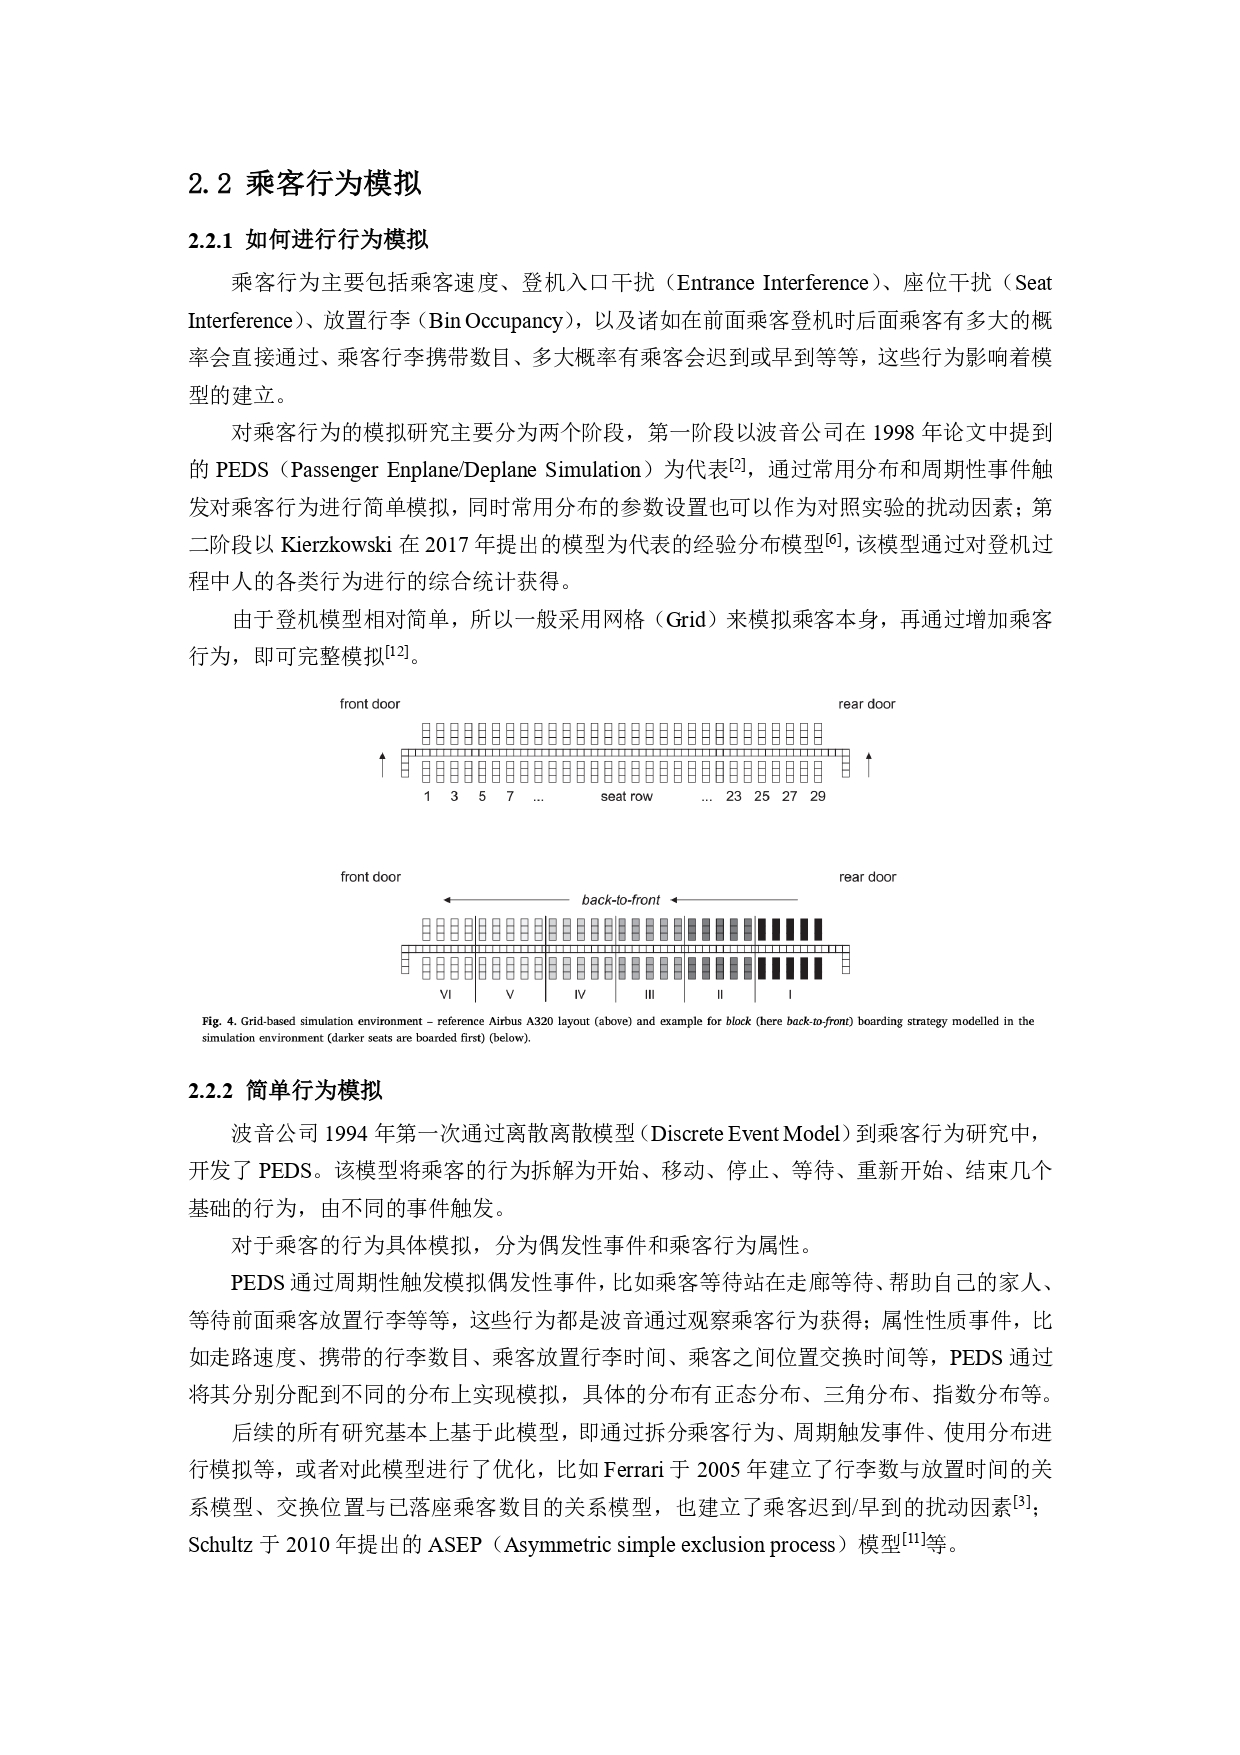 2.2 乘客行为模拟
2.2.1 如何进行行为模拟
乘客行为主要包括乘客速度、登机入口干扰（Entrance Interference）、座位干扰（Seat
Interference）、放置行李（Bin Occupancy），以及诸如在前面乘客登机时后面乘客有多大的概
率会直接通过、乘客行李携带数目、多大概率有乘客会迟到或早到等等，这些行为影响着模
型的建立。
对乘客行为的模拟研究主要分为两个阶段，第一阶段以波音公司在 1998 年论文中提到
的 PEDS（Passenger Enplane/Deplane Simulation）为代表[2]，通过常用分布和周期性事件触
发对乘客行为进行简单模拟，同时常用分布的参数设置也可以作为对照实验的扰动因素；第
二阶段以 Kierzkowski 在 2017 年提出的模型为代表的经验分布模型[6]，该模型通过对登机过
程中人的各类行为进行的综合统计获得。
由于登机模型相对简单，所以一般采用网格（Grid）来模拟乘客本身，再通过增加乘客
行为，即可完整模拟[12]。
front door rear door
1 3 5 7 ... seat row ... 23 25 27 29
front door rear door
back-to-front
VI V IV III II I
Fig. 4. Grid-based simulation environment – reference Airbus A320 layout (above) and example for block (here back-to-front) boarding strategy modelled in the
simulation environment (darker seats are boarded first) (below).
2.2.2 简单行为模拟
波音公司 1994 年第一次通过离散离散模型（Discrete Event Model）到乘客行为研究中，
开发了 PEDS。该模型将乘客的行为拆解为开始、移动、停止、等待、重新开始、结束几个
基础的行为，由不同的事件触发。
对于乘客的行为具体模拟，分为偶发性事件和乘客行为属性。
PEDS 通过周期性触发模拟偶发性事件，比如乘客等待站在走廊等待、帮助自己的家人、
等待前面乘客放置行李等等，这些行为都是波音通过观察乘客行为获得；属性性质事件，比
如走路速度、携带的行李数目、乘客放置行李时间、乘客之间位置交换时间等，PEDS 通过
将其分别分配到不同的分布上实现模拟，具体的分布有正态分布、三角分布、指数分布等。
后续的所有研究基本上基于此模型，即通过拆分乘客行为、周期触发事件、使用分布进
行模拟等，或者对此模型进行了优化，比如 Ferrari 于 2005 年建立了行李数与放置时间的关
系模型、交换位置与已落座乘客数目的关系模型，也建立了乘客迟到/早到的扰动因素[3]；
Schultz 于 2010 年提出的 ASEP（Asymmetric simple exclusion process）模型[11]等。